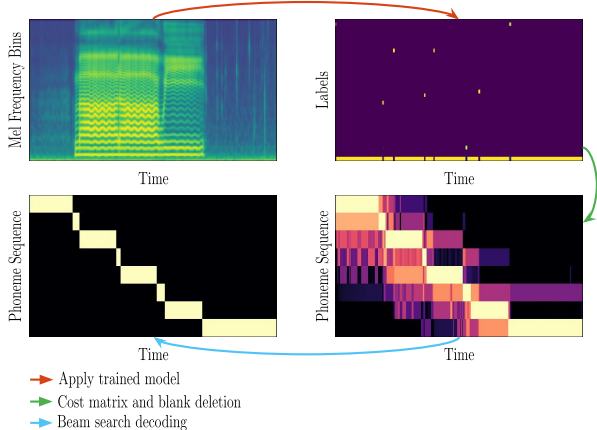 Mel Frequency Bins
Time
Labels
Time
Phoneme Sequence
Time
Phoneme Sequence
Time
Apply trained model
Cost matrix and blank deletion
Beam search decoding